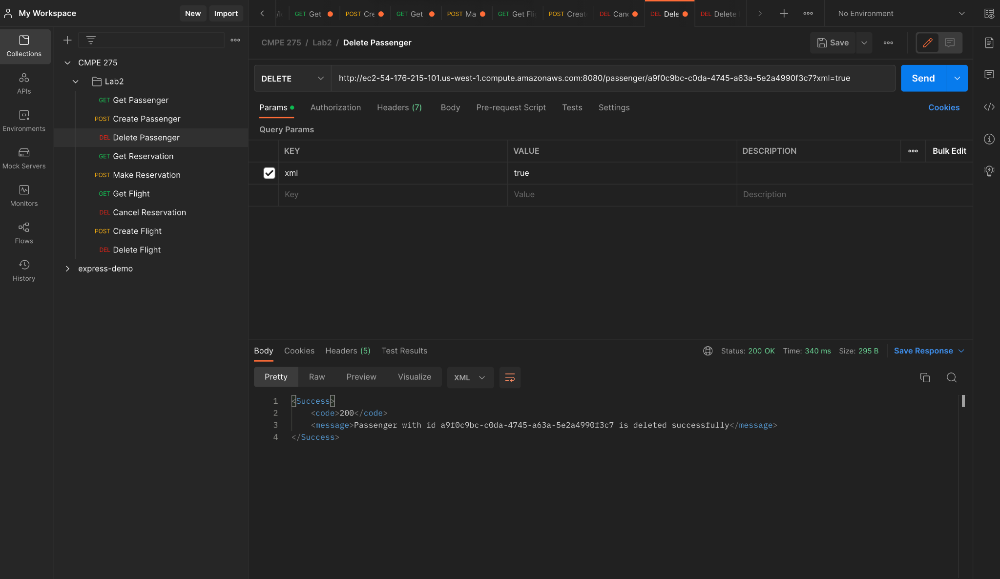 My Workspace
New
Import
GET Get
POST Cre
GET Get
POST Ma
GET Get Fli
POST Creat
DEL Canc
DEL Dele
DEL Delete
No Environment
Collections
APIs
Environments
Mock Servers
Monitors
Flows
History
CMPE 275
Lab2
GET Get Passenger
POST Create Passenger
DEL Delete Passenger
GET Get Reservation
POST Make Reservation
GET Get Flight
DEL Cancel Reservation
POST Create Flight
DEL Delete Flight
express-demo
CMPE 275 / Lab2 / Delete Passenger
Save
DELETE
http://ec2-54-176-215-101.us-west-1.compute.amazonaws.com:8080/passenger/a9f0c9bc-c0da-4745-a63a-5e2a4990f3c7?xml=true
Send
Params
Authorization
Headers (7)
Body
Pre-request Script
Tests
Settings
Cookies
Query Params
KEY
VALUE
DESCRIPTION
Bulk Edit
xml
true
Key
Value
Description
Body
Cookies
Headers (5)
Test Results
Status: 200 OK
Time: 340 ms
Size: 295 B
Save Response
Pretty
Raw
Preview
Visualize
XML
1 <Success>
2 <code>200</code>
3 <message>Passenger with id a9f0c9bc-c0da-4745-a63a-5e2a4990f3c7 is deleted successfully</message>
4 </Success>